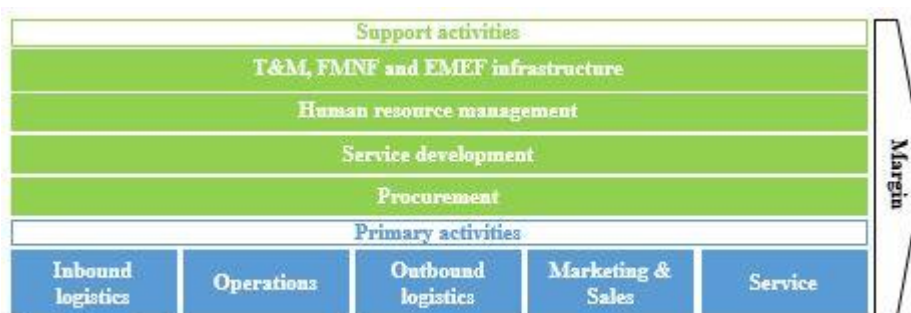 Support activities
T&M, FMNF and EMEF infrastructure
Human resource management
Service development
Procurement
Primary activities
Inbound
logistics
Operations
Outbound
logistics
Marketing &
Sales
Service
Margin